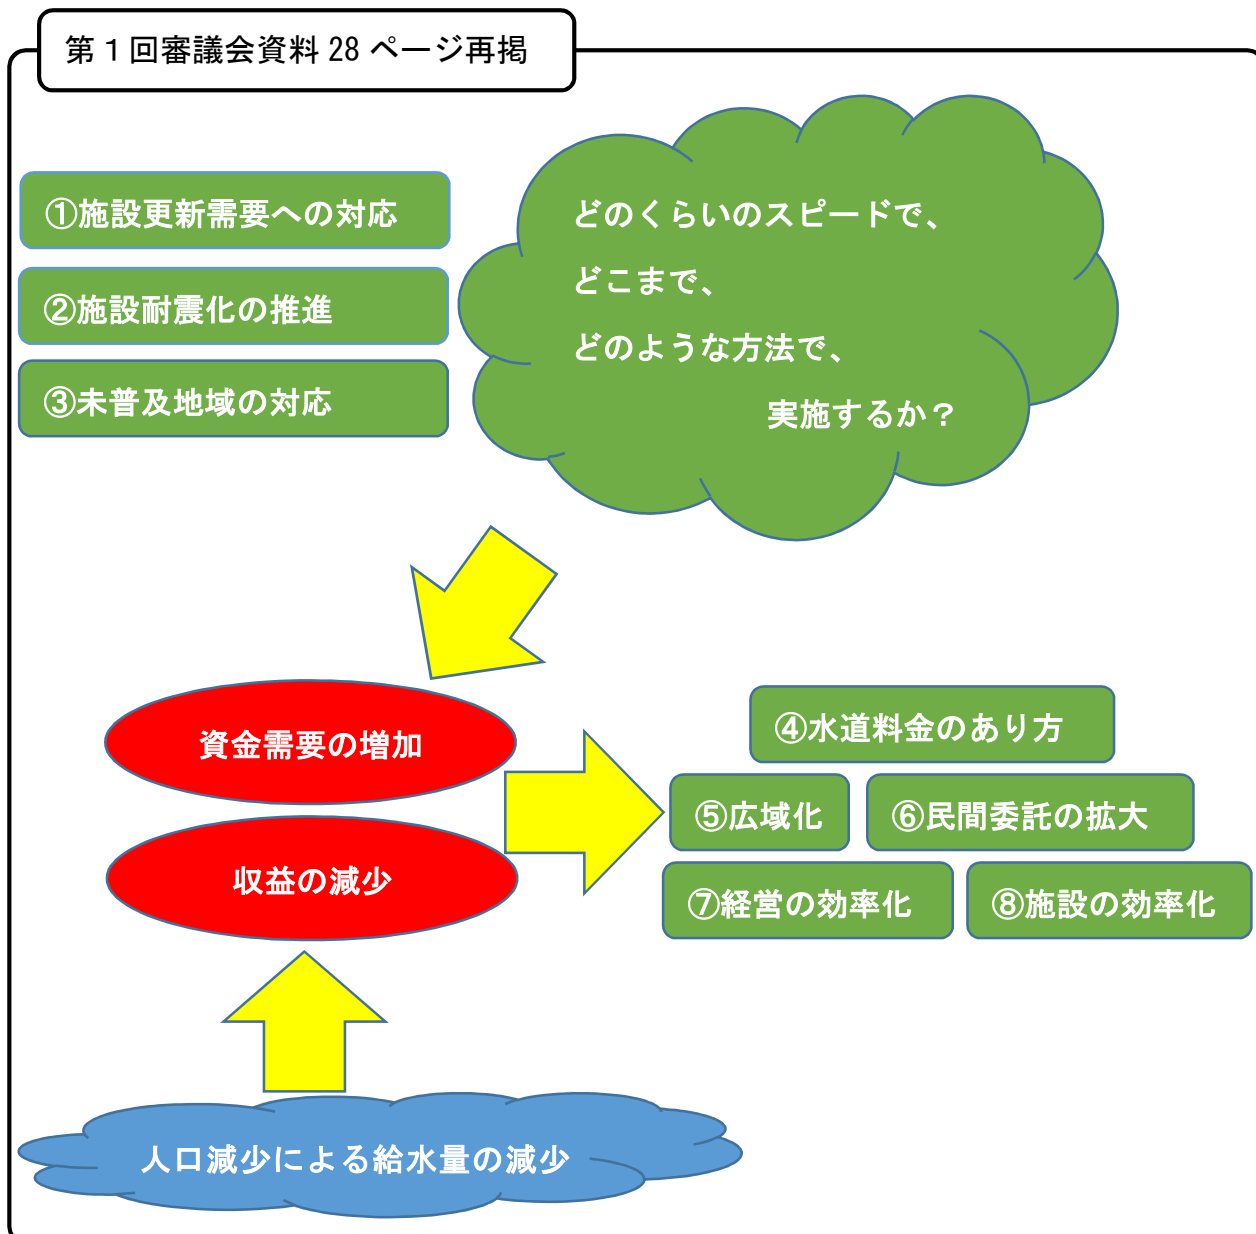 第１回審議会資料 28 ページ再掲
①施設更新需要への対応
②施設耐震化の推進
③未普及地域の対応
どのくらいのスピードで、
どこまで、
どのような方法で、
実施するか？
資金需要の増加
収益の減少
④水道料金のあり方
⑤広域化
⑥民間委託の拡大
⑦経営の効率化
⑧施設の効率化
人口減少による給水量の減少